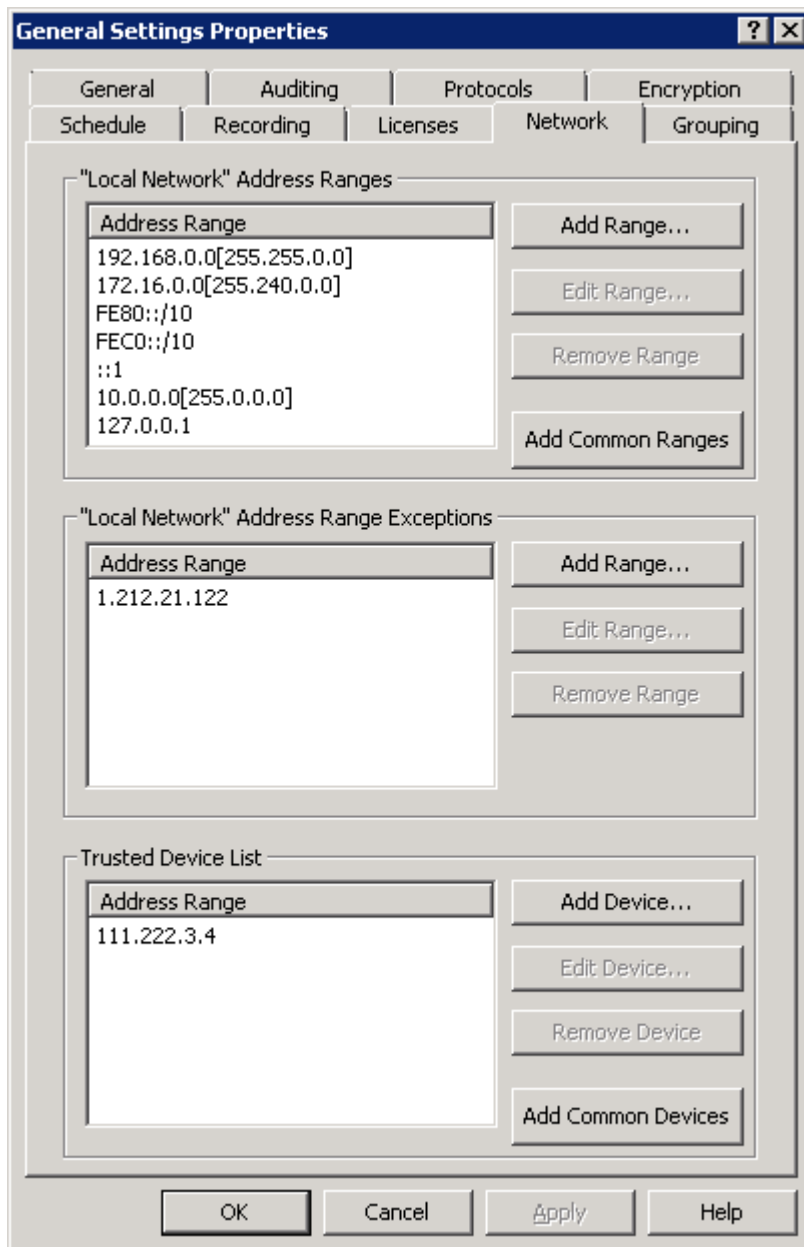 General Settings Properties
General Auditing Protocols Encryption
Schedule Recording Licenses Network Grouping
"Local Network" Address Ranges
Address Range
192.168.0.0[255.255.0.0]
172.16.0.0[255.240.0.0]
FE80::/10
FEC0::/10
::1
10.0.0.0[255.0.0.0]
127.0.0.1
Add Range...
Edit Range...
Remove Range
Add Common Ranges
"Local Network" Address Range Exceptions
Address Range
1.212.21.122
Add Range...
Edit Range...
Remove Range
Trusted Device List
Address Range
111.222.3.4
Add Device...
Edit Device...
Remove Device
Add Common Devices
OK Cancel Apply Help